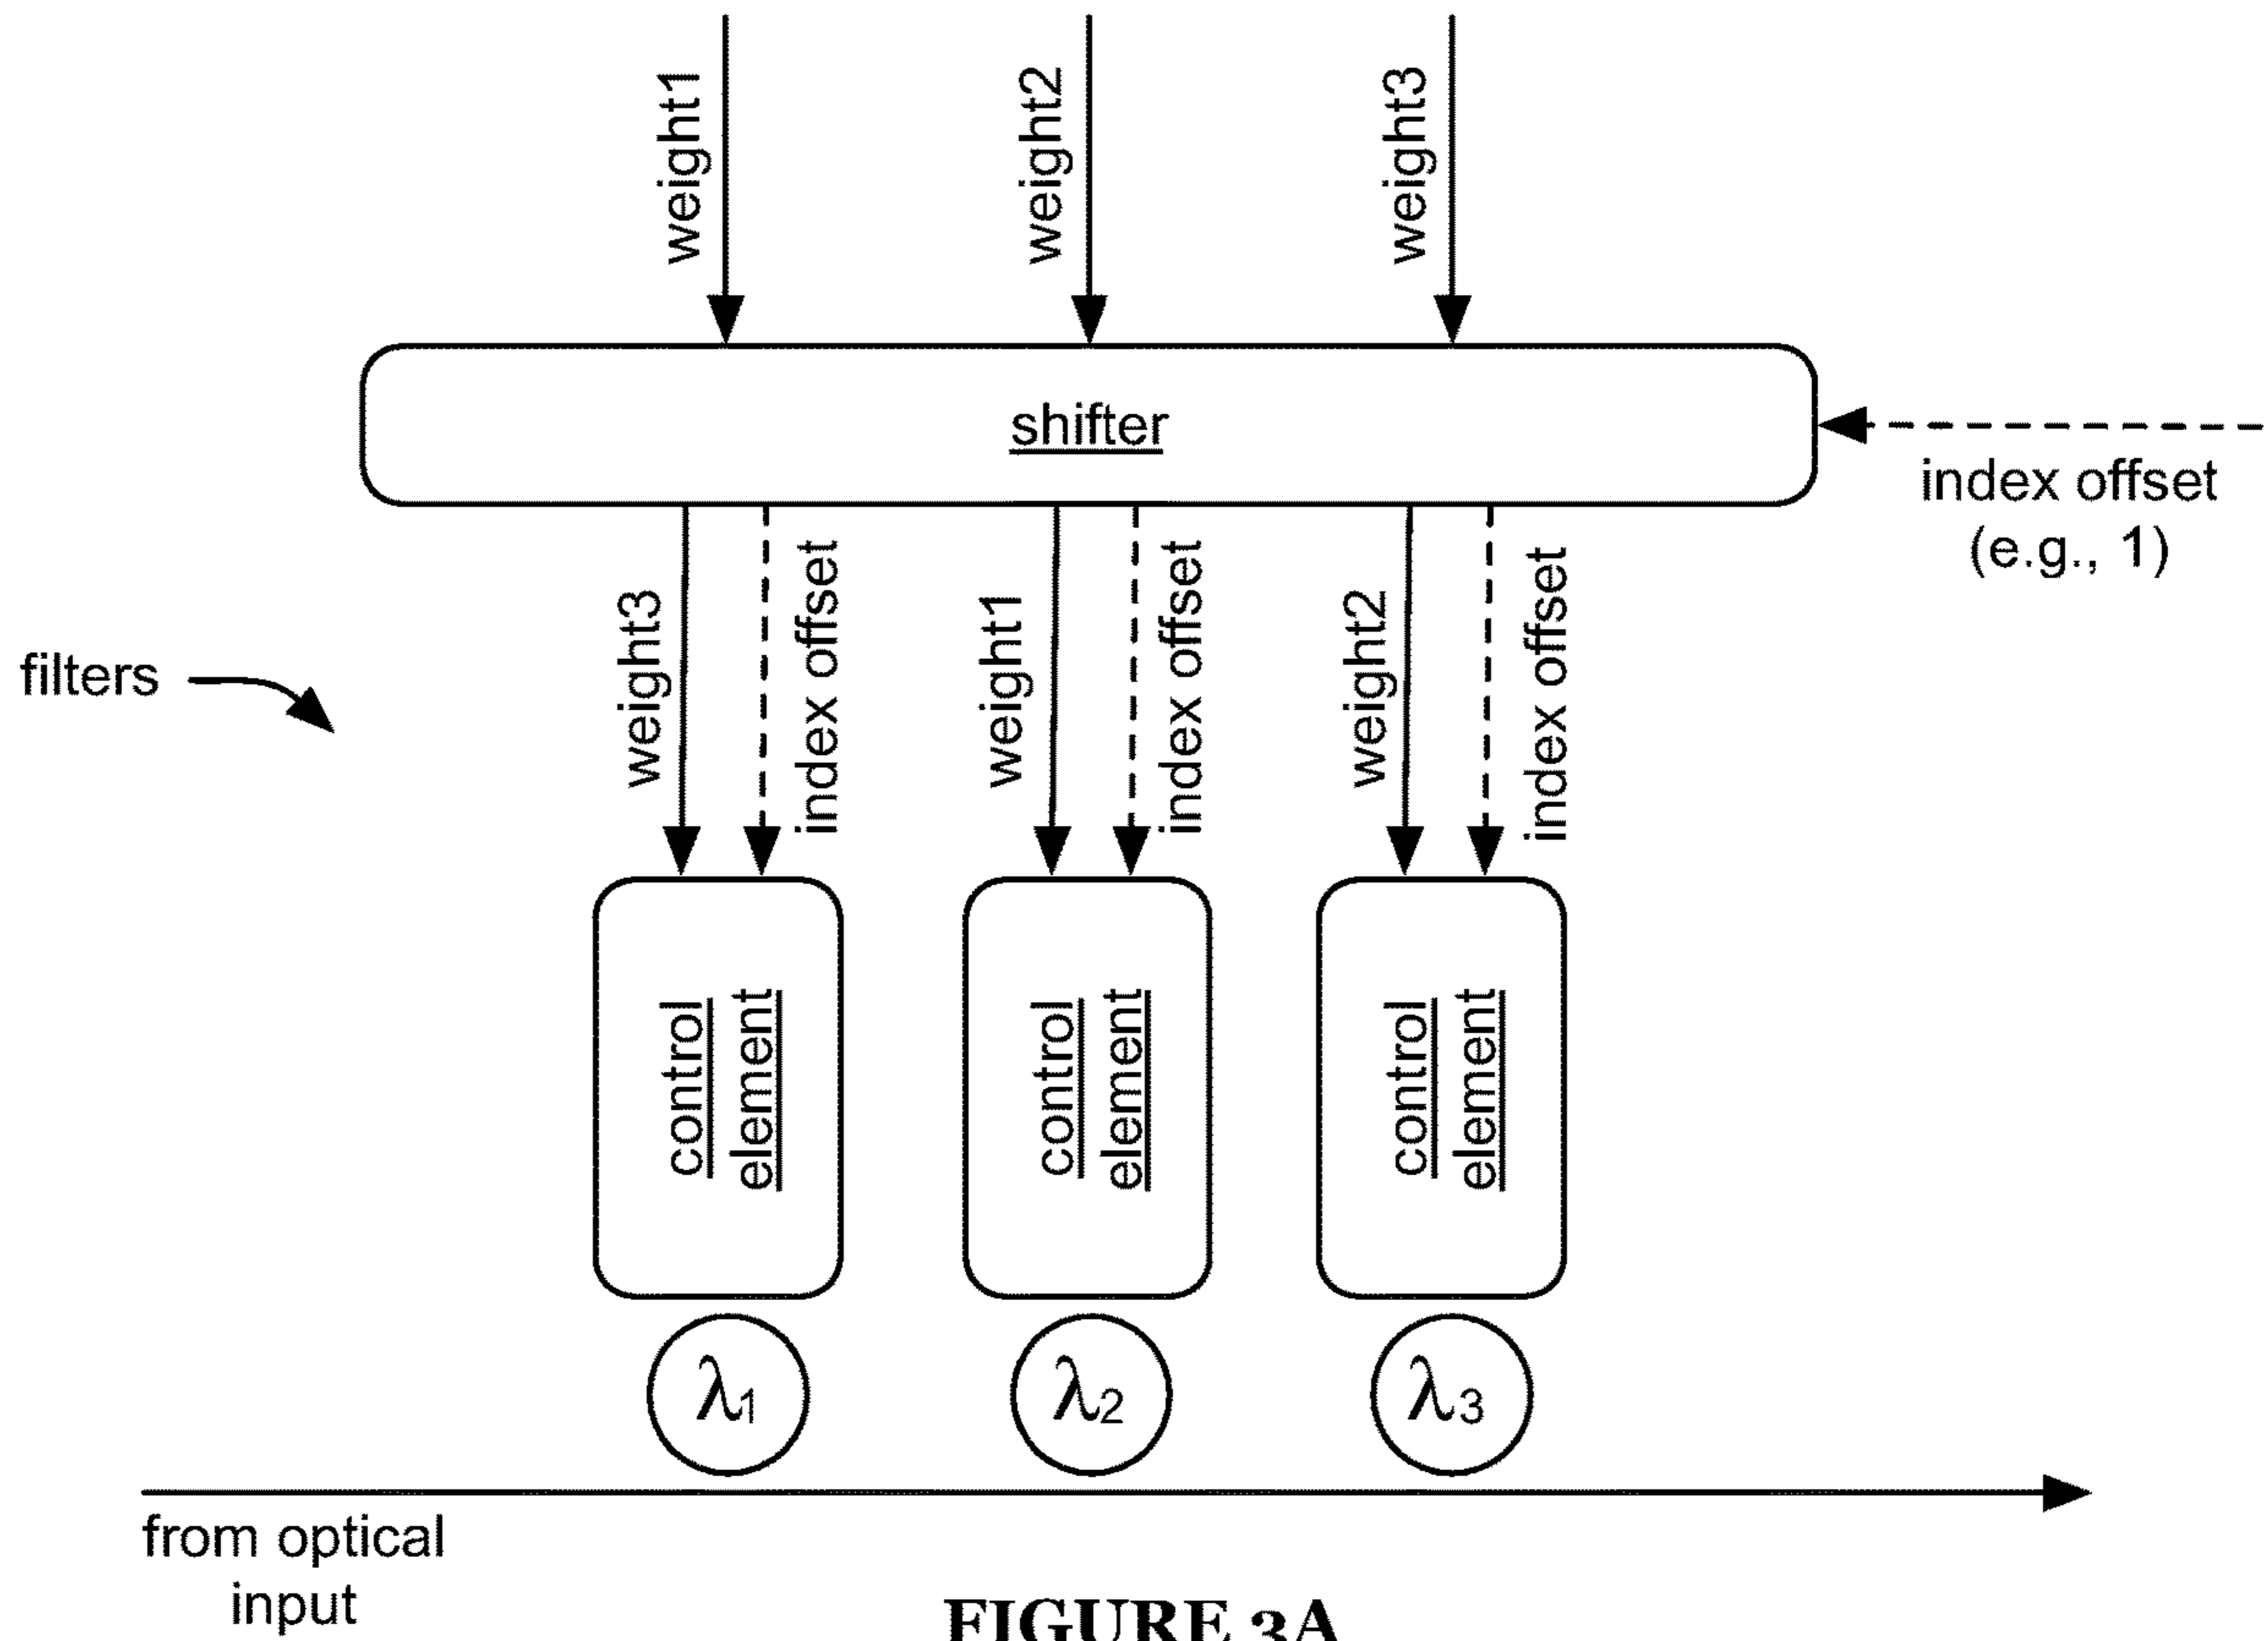 weight1
weight2
weight3
shifter
index offset
(e.g., 1)
filters
weight3
index offset
weight1
index offset
weight2
index offset
control
element
control
element
control
element
λ1
λ2
λ3
from optical
input
FIGURE 3A